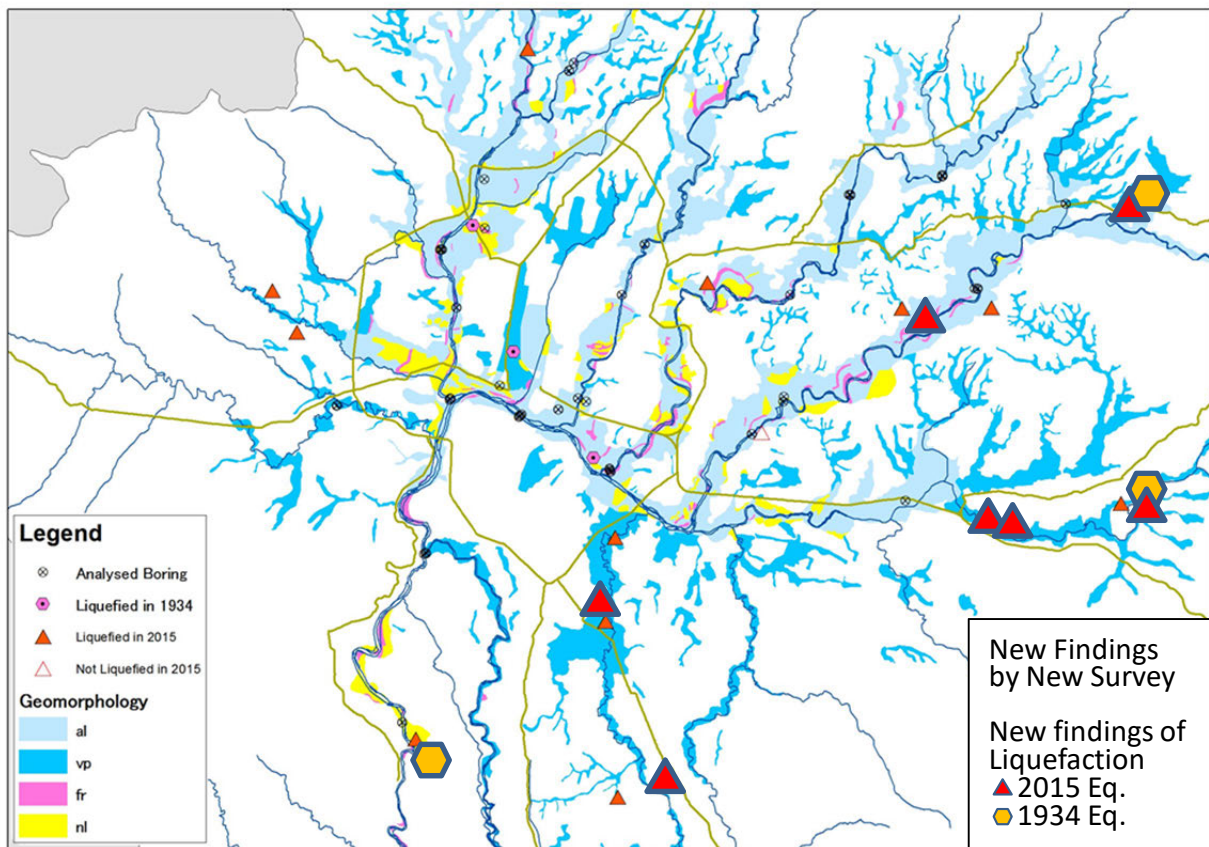 Legend
Analysed Boring
Liquefied in 1934
Liquefied in 2015
Not Liquefied in 2015
Geomorphology
al
vp
fr
nl
New Findings
by New Survey
New findings of
Liquefaction
2015 Eq.
1934 Eq.